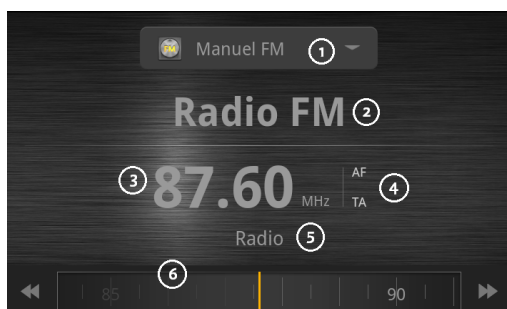 FM Manuel FM 1
Radio FM 2
3 87.60 MHz AF
TA 4
Radio 5
6
85 90